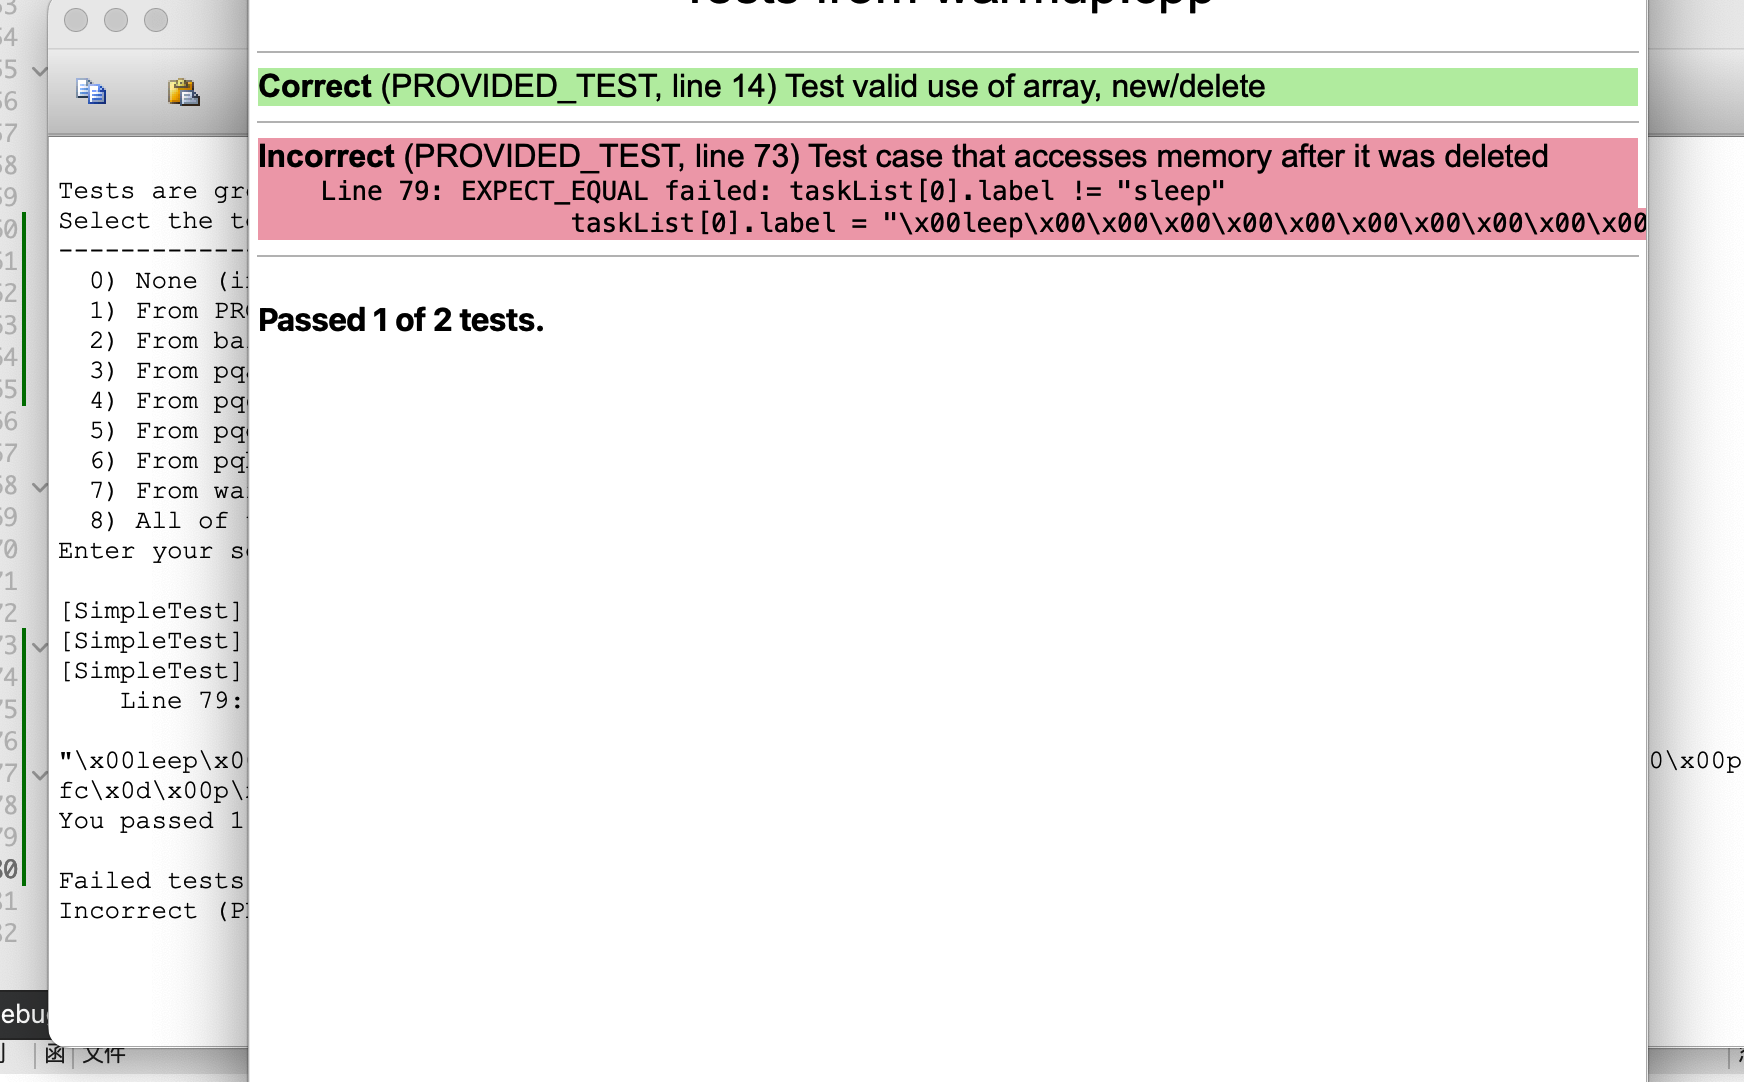 Correct (PROVIDED_TEST, line 14) Test valid use of array, new/delete
Incorrect (PROVIDED_TEST, line 73) Test case that accesses memory after it was deleted
Line 79: EXPECT_EQUAL failed: taskList[0].label != "sleep"
taskList[0].label = "\x00leep\x00\x00\x00\x00\x00\x00\x00\x00\x00\x00
Passed 1 of 2 tests.
Tests are gr
Select the t
------------
0) None (i
1) From PR
2) From ba
3) From pq
4) From pq
5) From pq
6) From pq
7) From wa
8) All of
Enter your s
[SimpleTest]
[SimpleTest]
[SimpleTest]
Line 79:
"\x00leep\x0 0\x00p
fc\x0d\x00p\
You passed 1
Failed tests
Incorrect (P
ebu
函 文件